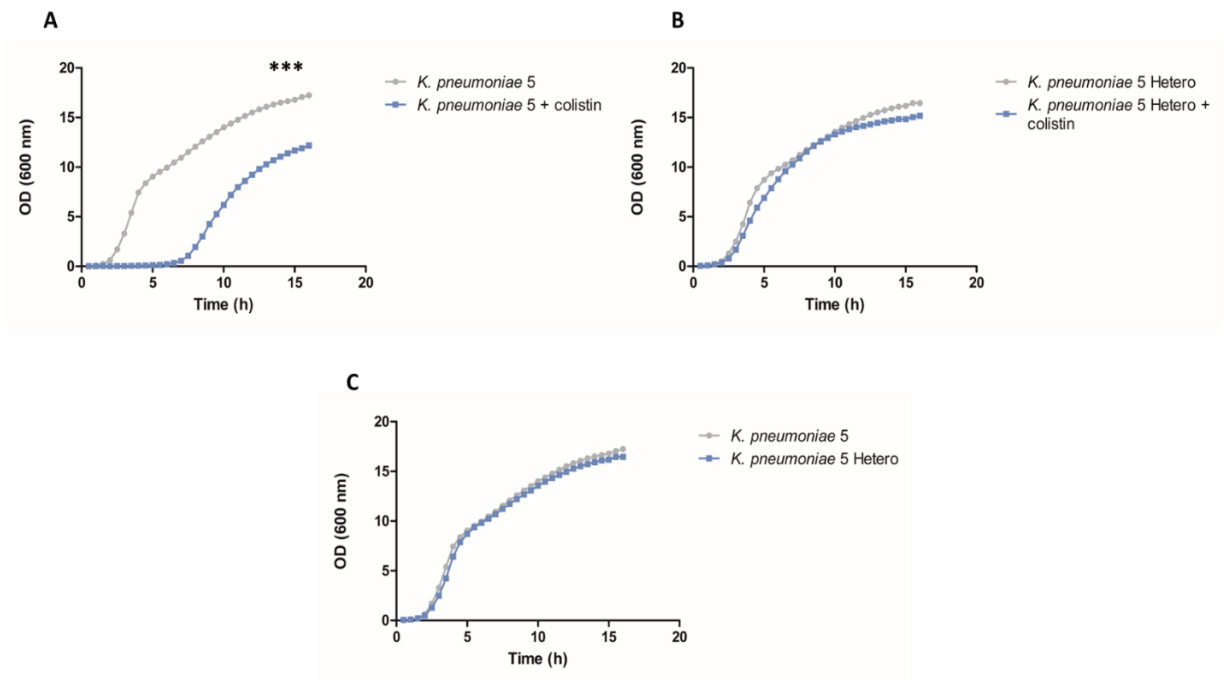 A
OD (600 nm)
20
15
10
5
0
0 5 10 15 20
Time (h)
***
K. pneumoniae 5
K. pneumoniae 5 + colistin
B
OD (600 nm)
20
15
10
5
0
0 5 10 15 20
Time (h)
K. pneumoniae 5 Hetero
K. pneumoniae 5 Hetero +
colistin
C
OD (600 nm)
20
15
10
5
0
0 5 10 15 20
Time (h)
K. pneumoniae 5
K. pneumoniae 5 Hetero